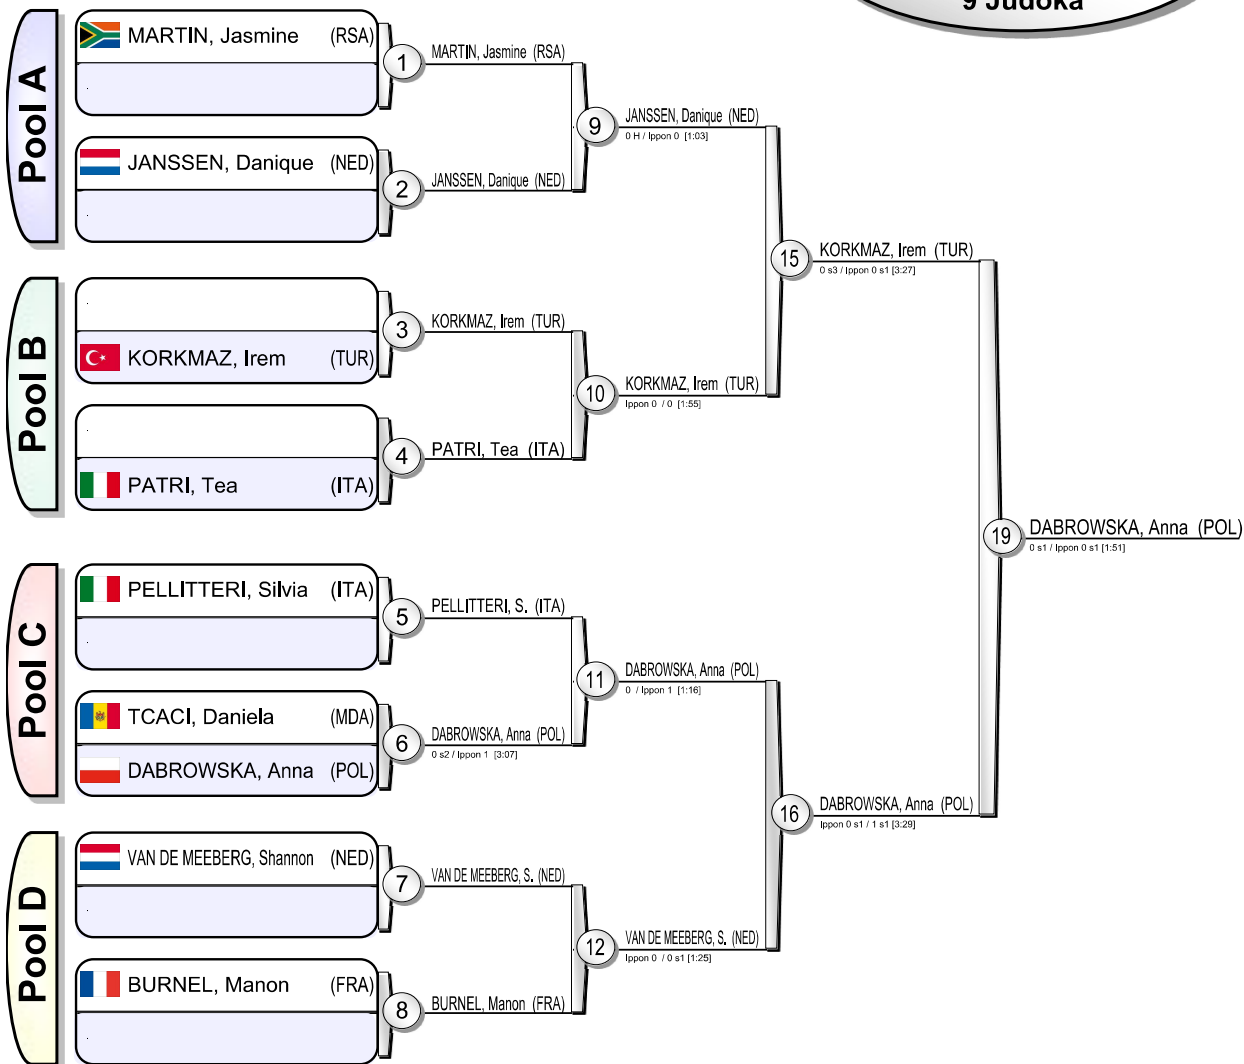 9 Judoka
Pool A
MARTIN, Jasmine (RSA)
.
JANSSEN, Danique (NED)
.
1
MARTIN, Jasmine (RSA)
2
JANSSEN, Danique (NED)
9
JANSSEN, Danique (NED)
0 H / Ippon 0 [1:03]
Pool B
.
KORKMAZ, Irem (TUR)
.
PATRI, Tea (ITA)
3
KORKMAZ, Irem (TUR)
4
PATRI, Tea (ITA)
10
KORKMAZ, Irem (TUR)
Ippon 0 / 0 [1:55]
15
KORKMAZ, Irem (TUR)
0 s3 / Ippon 0 s1 [3:27]
Pool C
PELLITTERI, Silvia (ITA)
.
TCACI, Daniela (MDA)
DABROWSKA, Anna (POL)
5
PELLITTERI, S. (ITA)
6
DABROWSKA, Anna (POL)
0 s2 / Ippon 1 [3:07]
11
DABROWSKA, Anna (POL)
0 / Ippon 1 [1:16]
Pool D
VAN DE MEEBERG, Shannon (NED)
.
BURNEL, Manon (FRA)
7
VAN DE MEEBERG, S. (NED)
8
BURNEL, Manon (FRA)
12
VAN DE MEEBERG, S. (NED)
Ippon 0 / 0 s1 [1:25]
16
DABROWSKA, Anna (POL)
Ippon 0 s1 / 1 s1 [3:29]
19
DABROWSKA, Anna (POL)
0 s1 / Ippon 0 s1 [1:51]